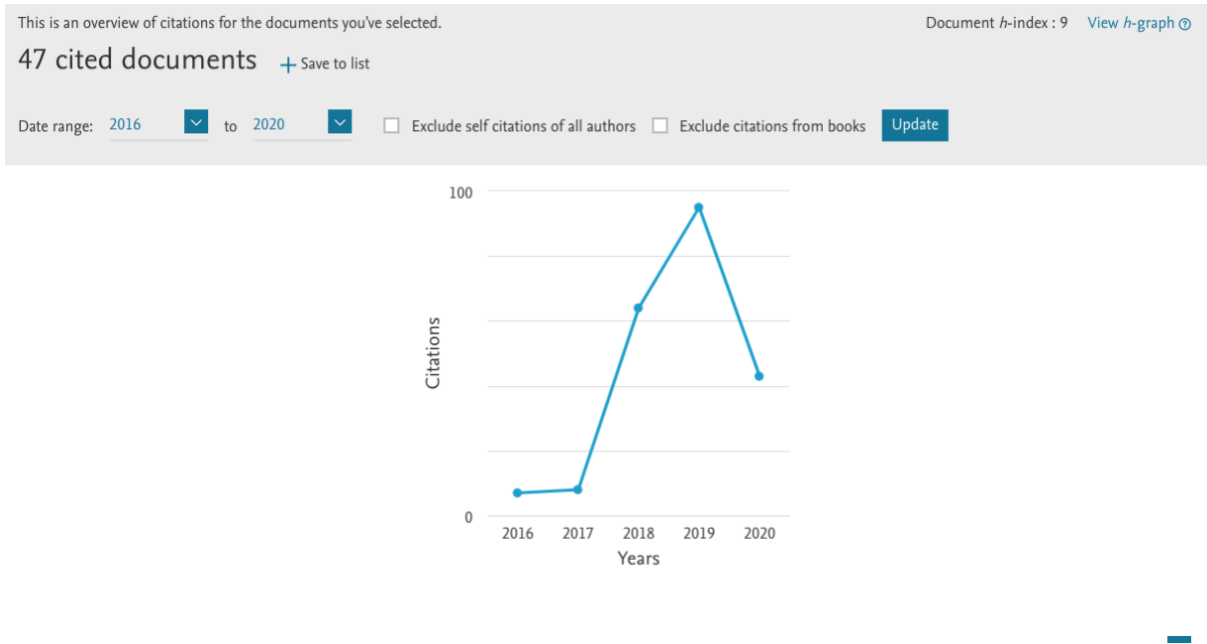 This is an overview of citations for the documents you've selected.
Document h-index : 9 View h-graph
47 cited documents + Save to list
Date range: 2016 to 2020 Exclude self citations of all authors Exclude citations from books Update
100
Citations
0
2016 2017 2018 2019 2020
Years